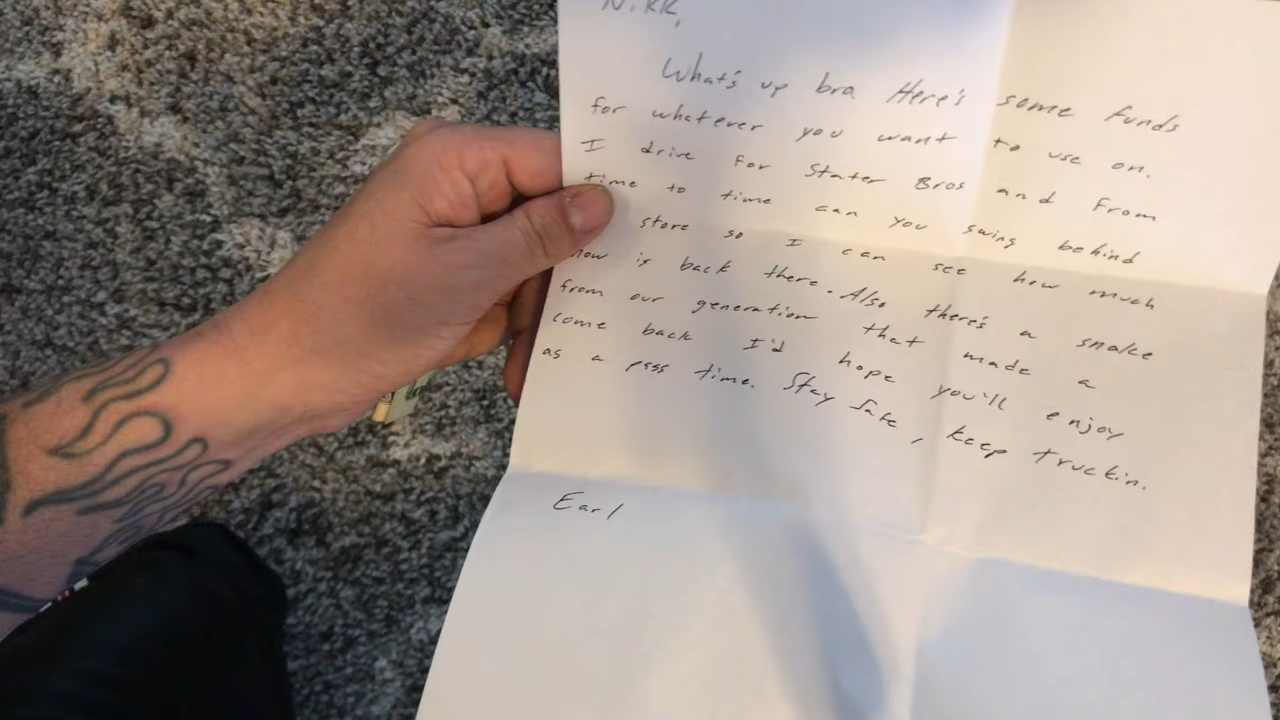 Nikk,
What's up bra Here's some funds
for whatever you want to use on.
I drive for Stater Bros and from
time to time can you swing behind
store so I can see how much
how is back there. Also there's a snake
from our generation that made a
come back I'd hope you'll enjoy
as a pass time. Stay safe, keep truckin.
Earl